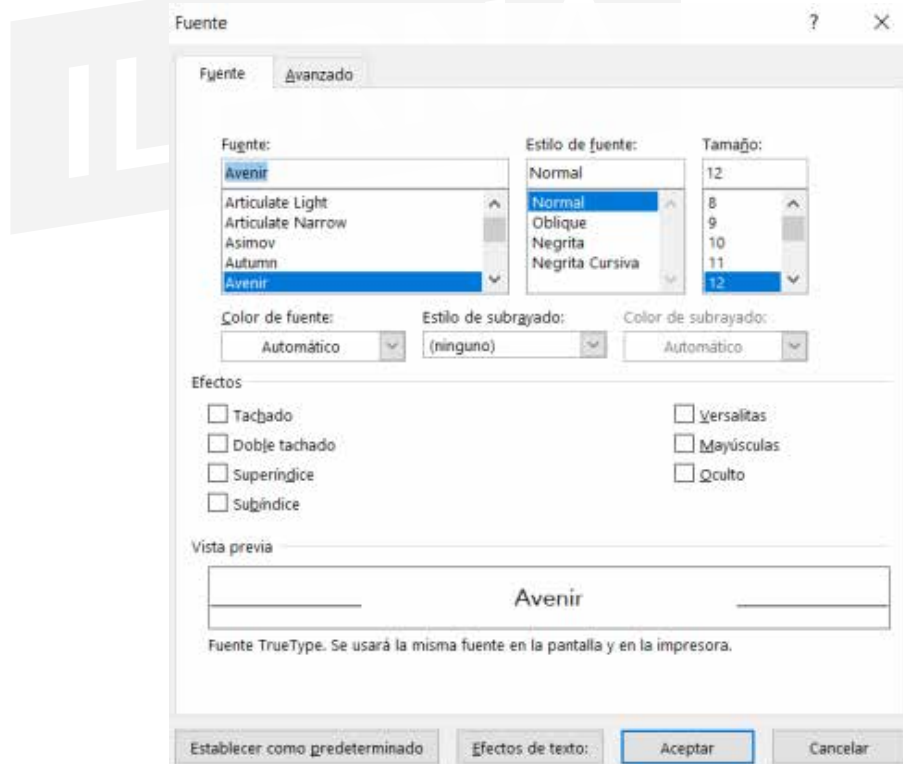 Fuente ? ×
Fuente Avanzado
Fuente: Estilo de fuente: Tamaño:
Avenir Normal 12
Articulate Light Normal 8
Articulate Narrow Oblique 9
Asimov Negrita 10
Autumn Negrita Cursiva 11
Avenir 12
Color de fuente: Estilo de subrayado: Color de subrayado:
Automático (ninguno) Automático
Efectos
Tachado Versalitas
Doble tachado Mayúsculas
Superíndice Oculto
Subíndice
Vista previa
Avenir
Fuente TrueType. Se usará la misma fuente en la pantalla y en la impresora.
Establecer como predeterminado Efectos de texto: Aceptar Cancelar